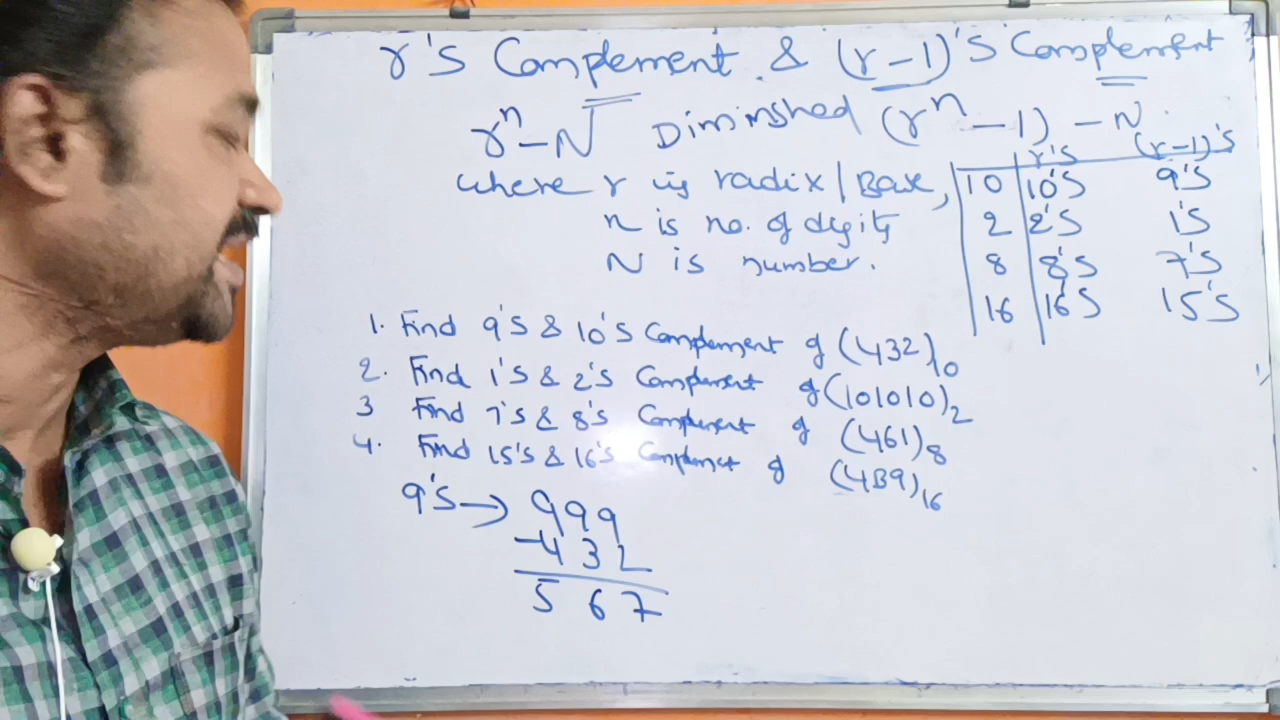 r's Complement & (r-1)'s Complement
rⁿ-N Diminshed (rⁿ-1) -N.
where r is radix/Base,
n is no. of digits
N is number.
r's (r-1)'s
10 10's 9's
2 2's 1's
8 8's 7's
16 16's 15's
1. Find 9's & 10's Complement of (432)₁₀
2. Find 1's & 2's Complement of (101010)₂
3 Find 7's & 8's Complement of (461)₈
4. Find 15's & 16's Complement of (4B9)₁₆
9's → 999
-432
567